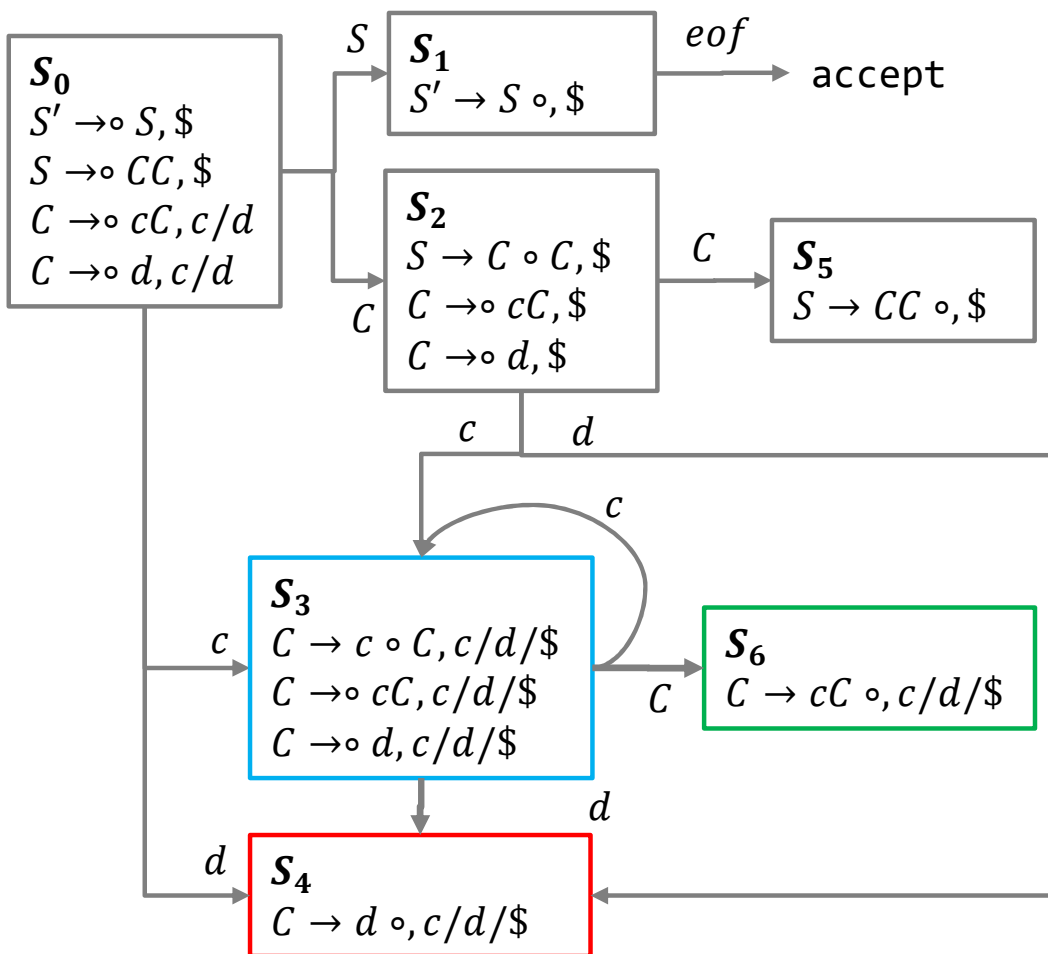 S₀
S′ →∘ S, $
S →∘ CC, $
C →∘ cC, c/d
C →∘ d, c/d
S
S₁
S′ → S ∘, $
eof
accept
C
S₂
S → C ∘ C, $
C →∘ cC, $
C →∘ d, $
C
S₅
S → CC ∘, $
c
d
c
c
S₃
C → c ∘ C, c/d/$
C →∘ cC, c/d/$
C →∘ d, c/d/$
C
S₆
C → cC ∘, c/d/$
d
d
S₄
C → d ∘, c/d/$